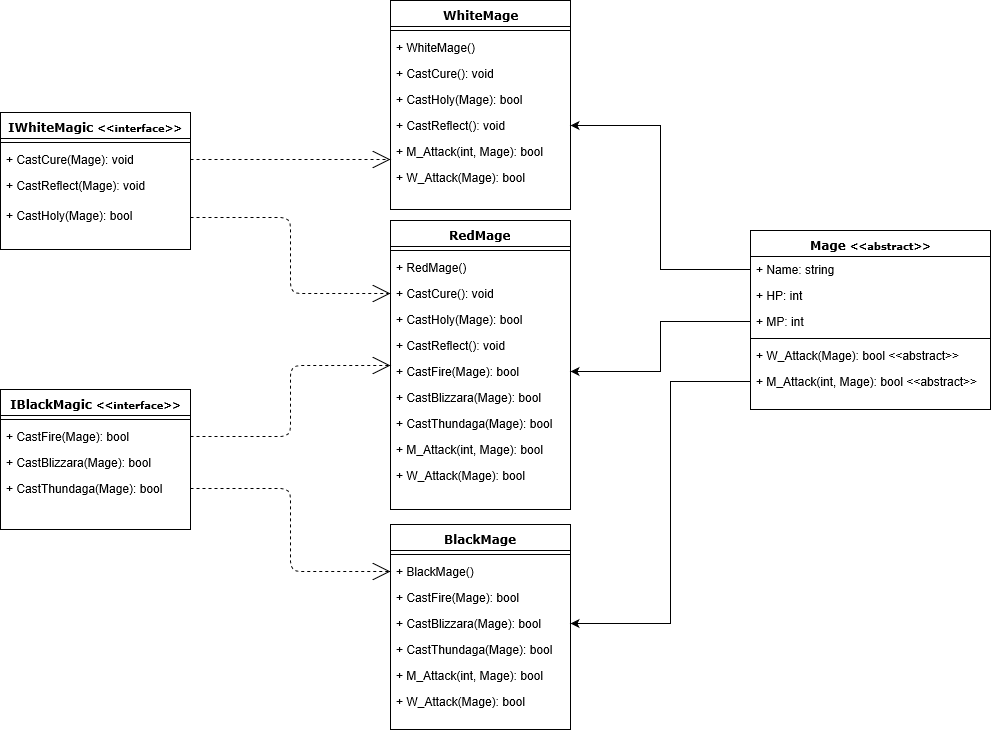 WhiteMage
+ WhiteMage()
+ CastCure(): void
+ CastHoly(Mage): bool
+ CastReflect(): void
+ M_Attack(int, Mage): bool
+ W_Attack(Mage): bool
IWhiteMagic <<interface>>
+ CastCure(Mage): void
+ CastReflect(Mage): void
+ CastHoly(Mage): bool
RedMage
+ RedMage()
+ CastCure(): void
+ CastHoly(Mage): bool
+ CastReflect(): void
+ CastFire(Mage): bool
+ CastBlizzara(Mage): bool
+ CastThundaga(Mage): bool
+ M_Attack(int, Mage): bool
+ W_Attack(Mage): bool
Mage <<abstract>>
+ Name: string
+ HP: int
+ MP: int
+ W_Attack(Mage): bool <<abstract>>
+ M_Attack(int, Mage): bool <<abstract>>
IBlackMagic <<interface>>
+ CastFire(Mage): bool
+ CastBlizzara(Mage): bool
+ CastThundaga(Mage): bool
BlackMage
+ BlackMage()
+ CastFire(Mage): bool
+ CastBlizzara(Mage): bool
+ CastThundaga(Mage): bool
+ M_Attack(int, Mage): bool
+ W_Attack(Mage): bool